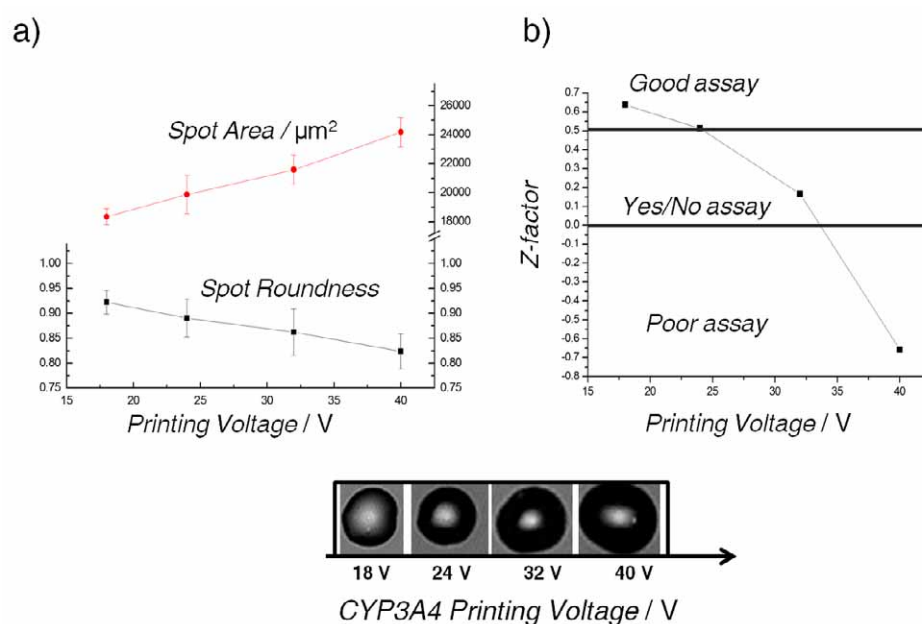 a)
Spot Area / µm²
26000
24000
22000
20000
18000
Spot Roundness
1.00
0.95
0.90
0.85
0.80
0.75
1.00
0.95
0.90
0.85
0.80
0.75
15 20 25 30 35 40
Printing Voltage / V
b)
Good assay
Yes/No assay
Poor assay
Z-factor
0.7
0.6
0.5
0.4
0.3
0.2
0.1
0.0
-0.1
-0.2
-0.3
-0.4
-0.5
-0.6
-0.7
-0.8
15 20 25 30 35 40
Printing Voltage / V
18 V 24 V 32 V 40 V
CYP3A4 Printing Voltage / V